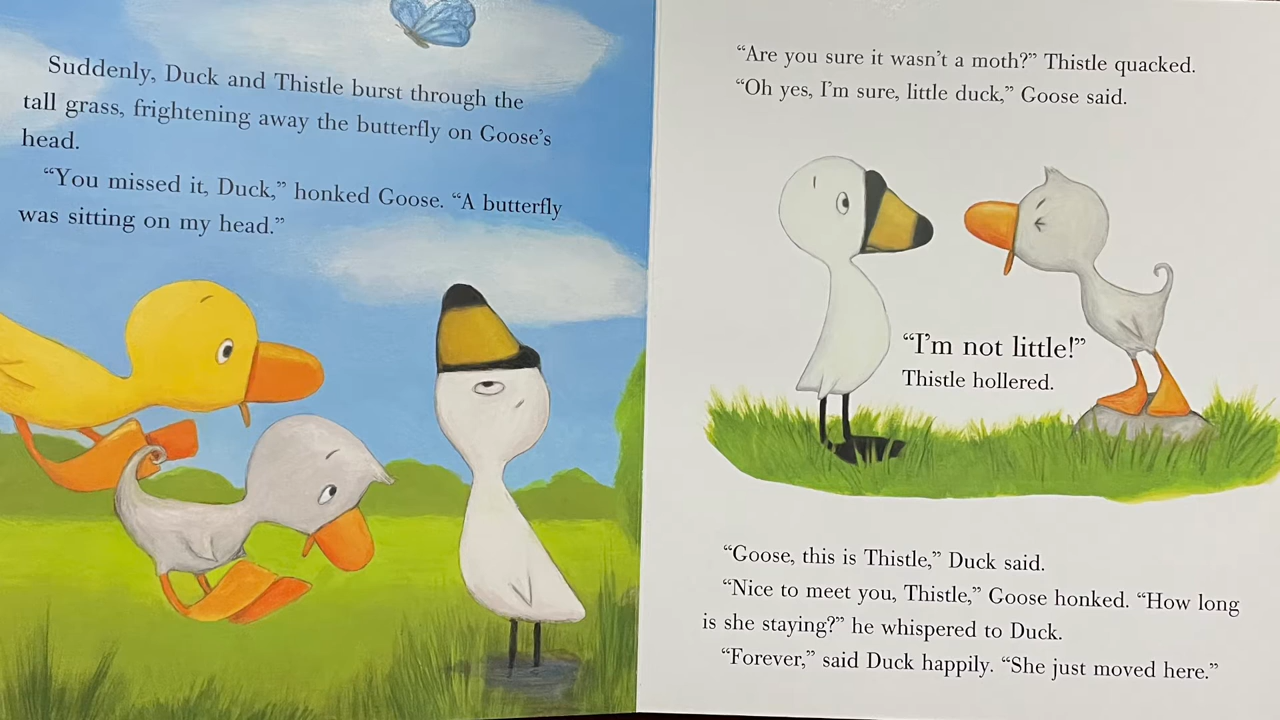 Suddenly, Duck and Thistle burst through the
tall grass, frightening away the butterfly on Goose’s
head.
“You missed it, Duck,” honked Goose. “A butterfly
was sitting on my head.”
“Are you sure it wasn’t a moth?” Thistle quacked.
“Oh yes, I’m sure, little duck,” Goose said.
“I’m not little!”
Thistle hollered.
“Goose, this is Thistle,” Duck said.
“Nice to meet you, Thistle,” Goose honked. “How long
is she staying?” he whispered to Duck.
“Forever,” said Duck happily. “She just moved here.”